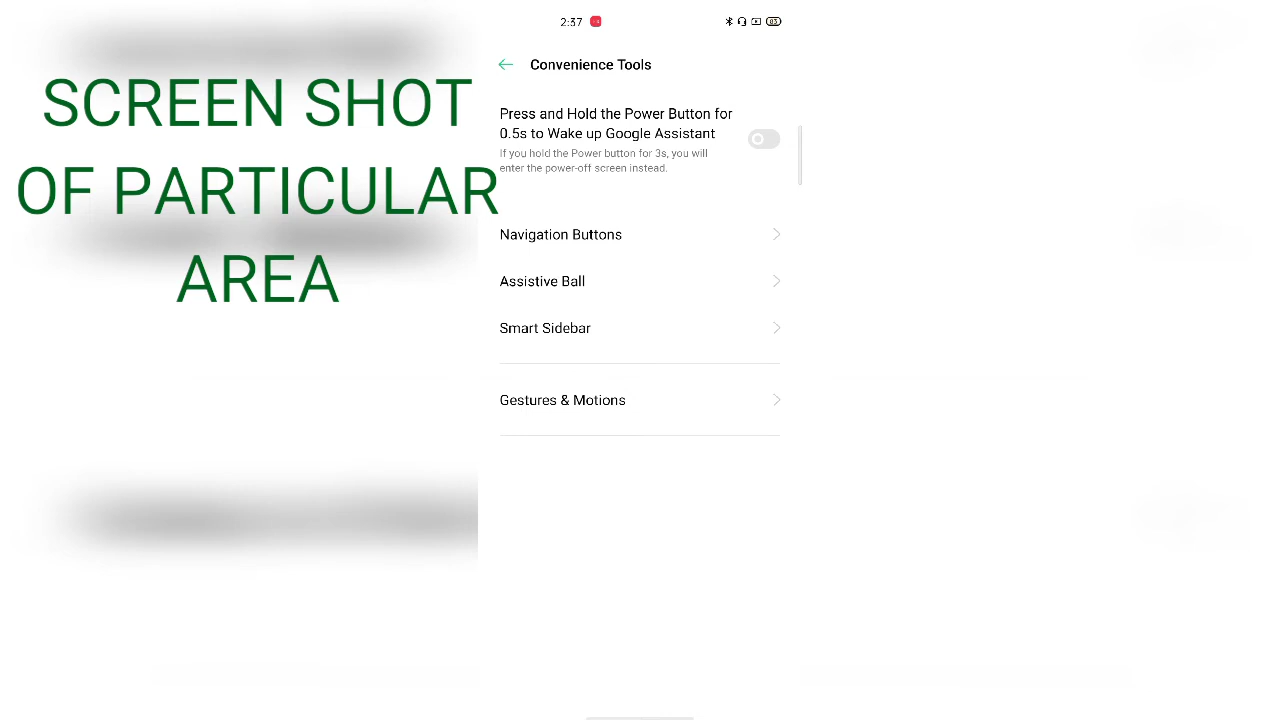 SCREEN SHOT
OF PARTICULAR
AREA
2:37
83
Convenience Tools
Press and Hold the Power Button for
0.5s to Wake up Google Assistant
If you hold the Power button for 3s, you will
enter the power-off screen instead.
Navigation Buttons
Assistive Ball
Smart Sidebar
Gestures & Motions